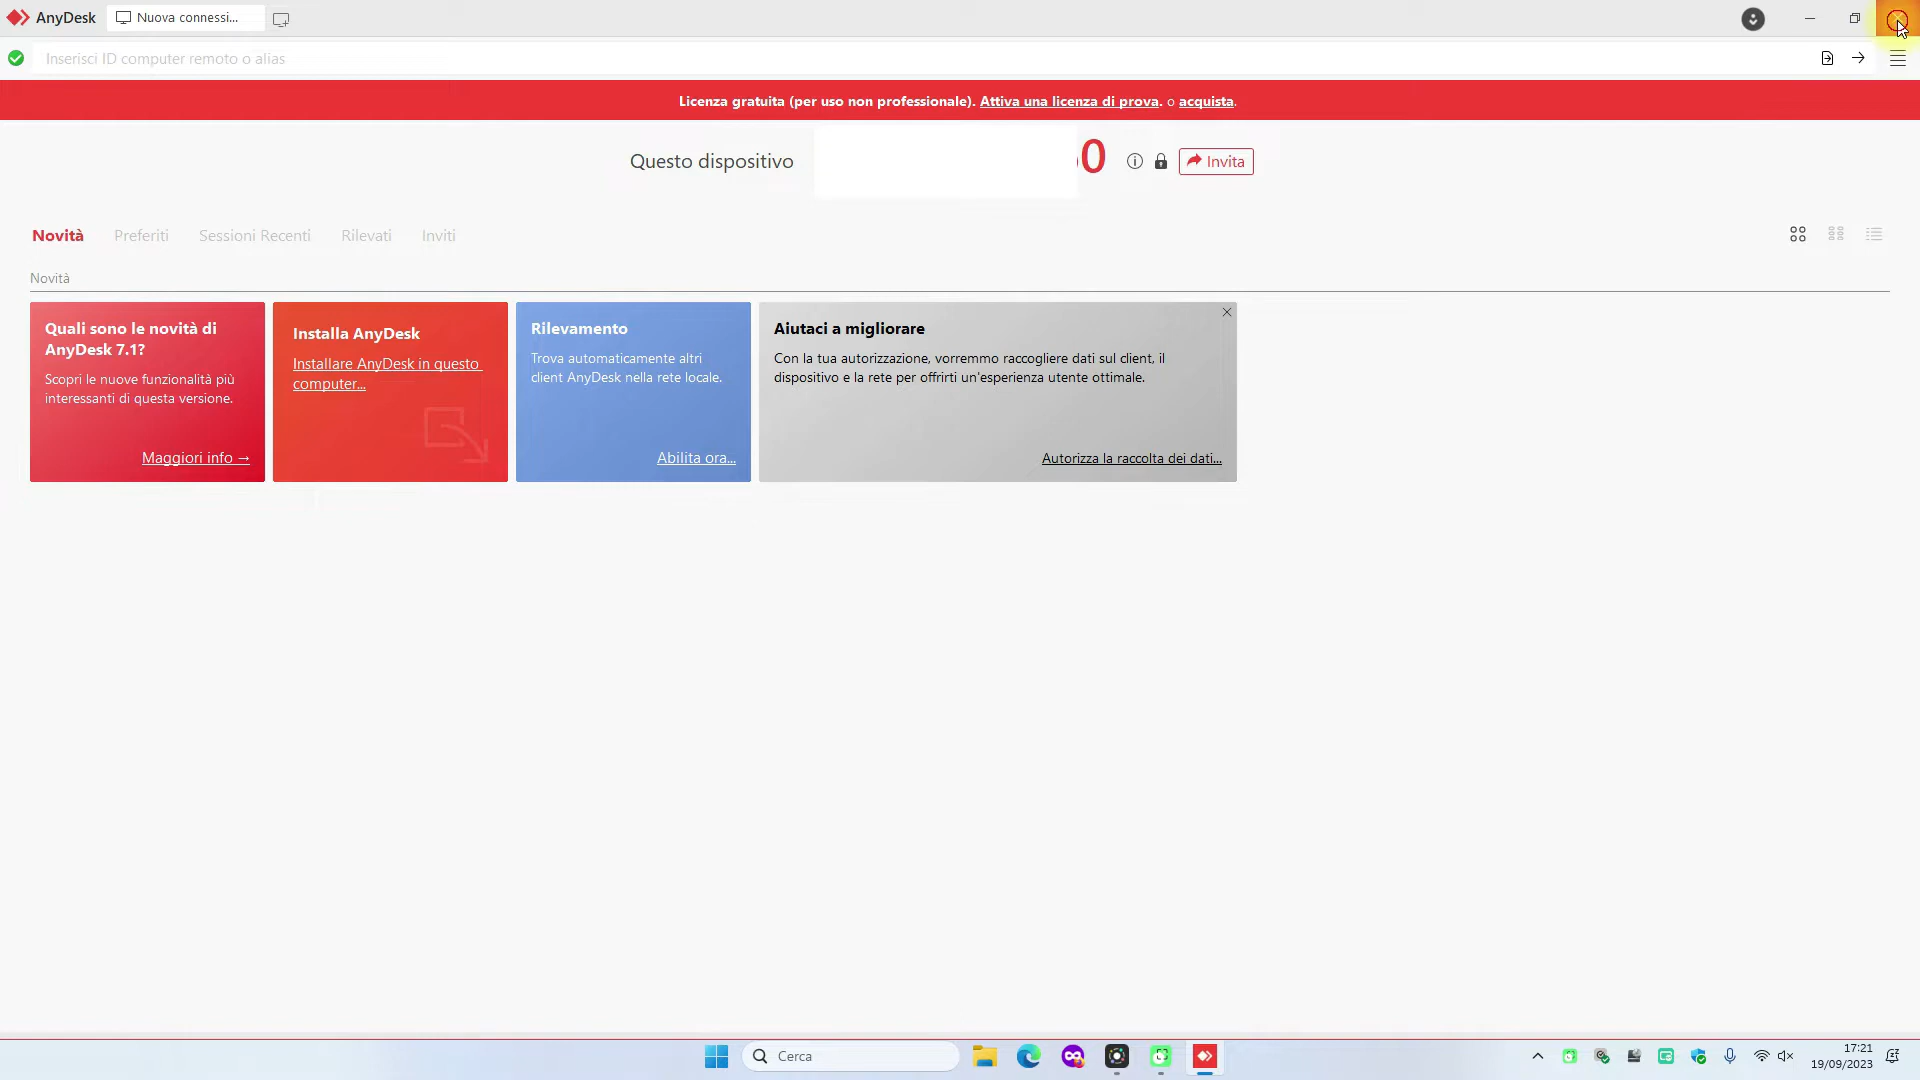 AnyDesk
Nuova connessi...
Inserisci ID computer remoto o alias
Licenza gratuita (per uso non professionale). Attiva una licenza di prova. o acquista.
Questo dispositivo
0
Invita
Novità
Preferiti
Sessioni Recenti
Rilevati
Inviti
Novità
Quali sono le novità di
AnyDesk 7.1?
Scopri le nuove funzionalità più
interessanti di questa versione.
Maggiori info →
Installa AnyDesk
Installare AnyDesk in questo
computer...
Rilevamento
Trova automaticamente altri
client AnyDesk nella rete locale.
Abilita ora...
Aiutaci a migliorare
Con la tua autorizzazione, vorremmo raccogliere dati sul client, il
dispositivo e la rete per offrirti un'esperienza utente ottimale.
Autorizza la raccolta dei dati...
Cerca
17:21
19/09/2023